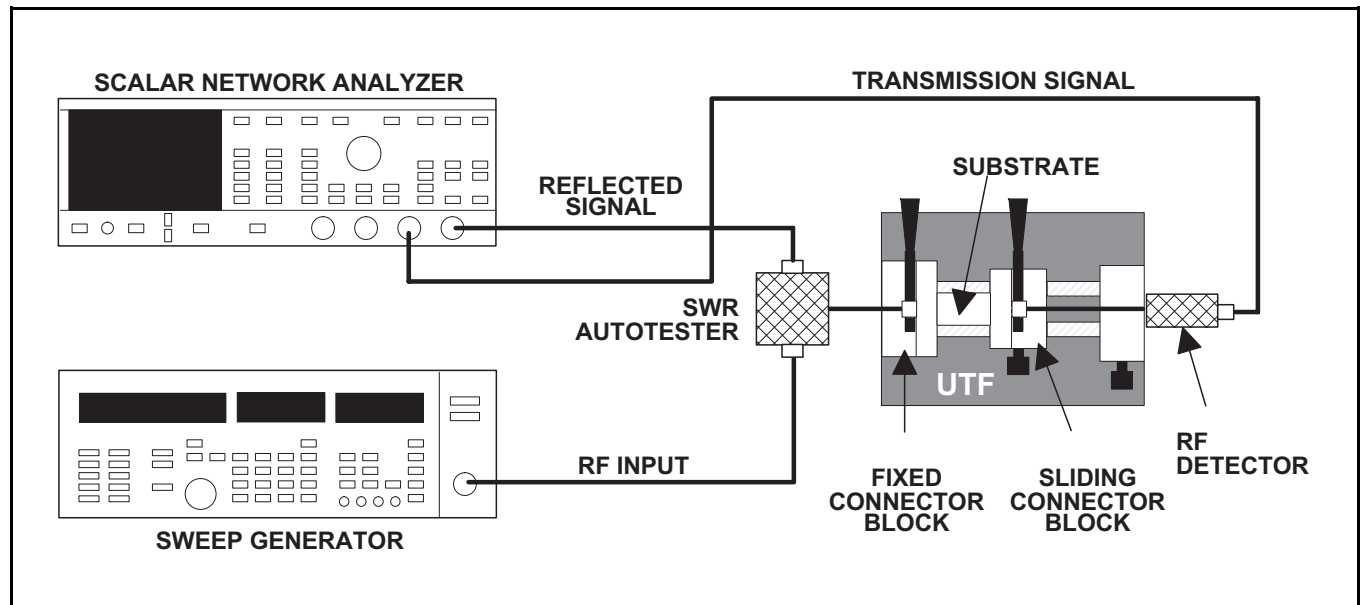 SCALAR NETWORK ANALYZER
TRANSMISSION SIGNAL
SUBSTRATE
REFLECTED
SIGNAL
SWR
AUTOTESTER
UTF
RF INPUT
RF
DETECTOR
FIXED
CONNECTOR
BLOCK
SLIDING
CONNECTOR
BLOCK
SWEEP GENERATOR